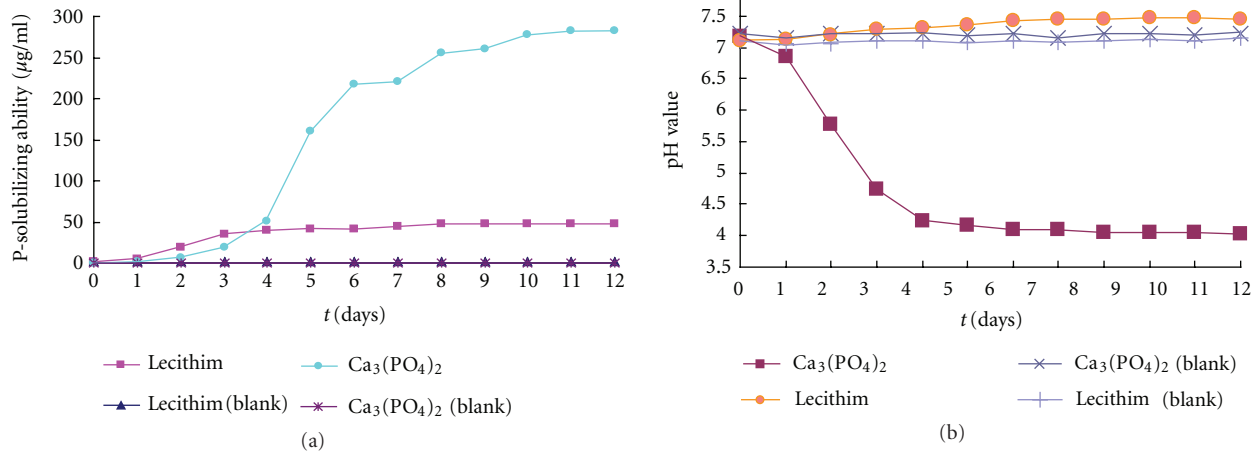 P-solubilizing ability (μg/ml)
300
250
200
150
100
50
0
0 1 2 3 4 5 6 7 8 9 10 11 12
t (days)
Lecithim
Ca₃(PO₄)₂
Lecithim (blank)
Ca₃(PO₄)₂ (blank)
(a)
pH value
7.5
7
6.5
6
5.5
5
4.5
4
3.5
0 1 2 3 4 5 6 7 8 9 10 11 12
t (days)
Ca₃(PO₄)₂
Ca₃(PO₄)₂ (blank)
Lecithim
Lecithim (blank)
(b)